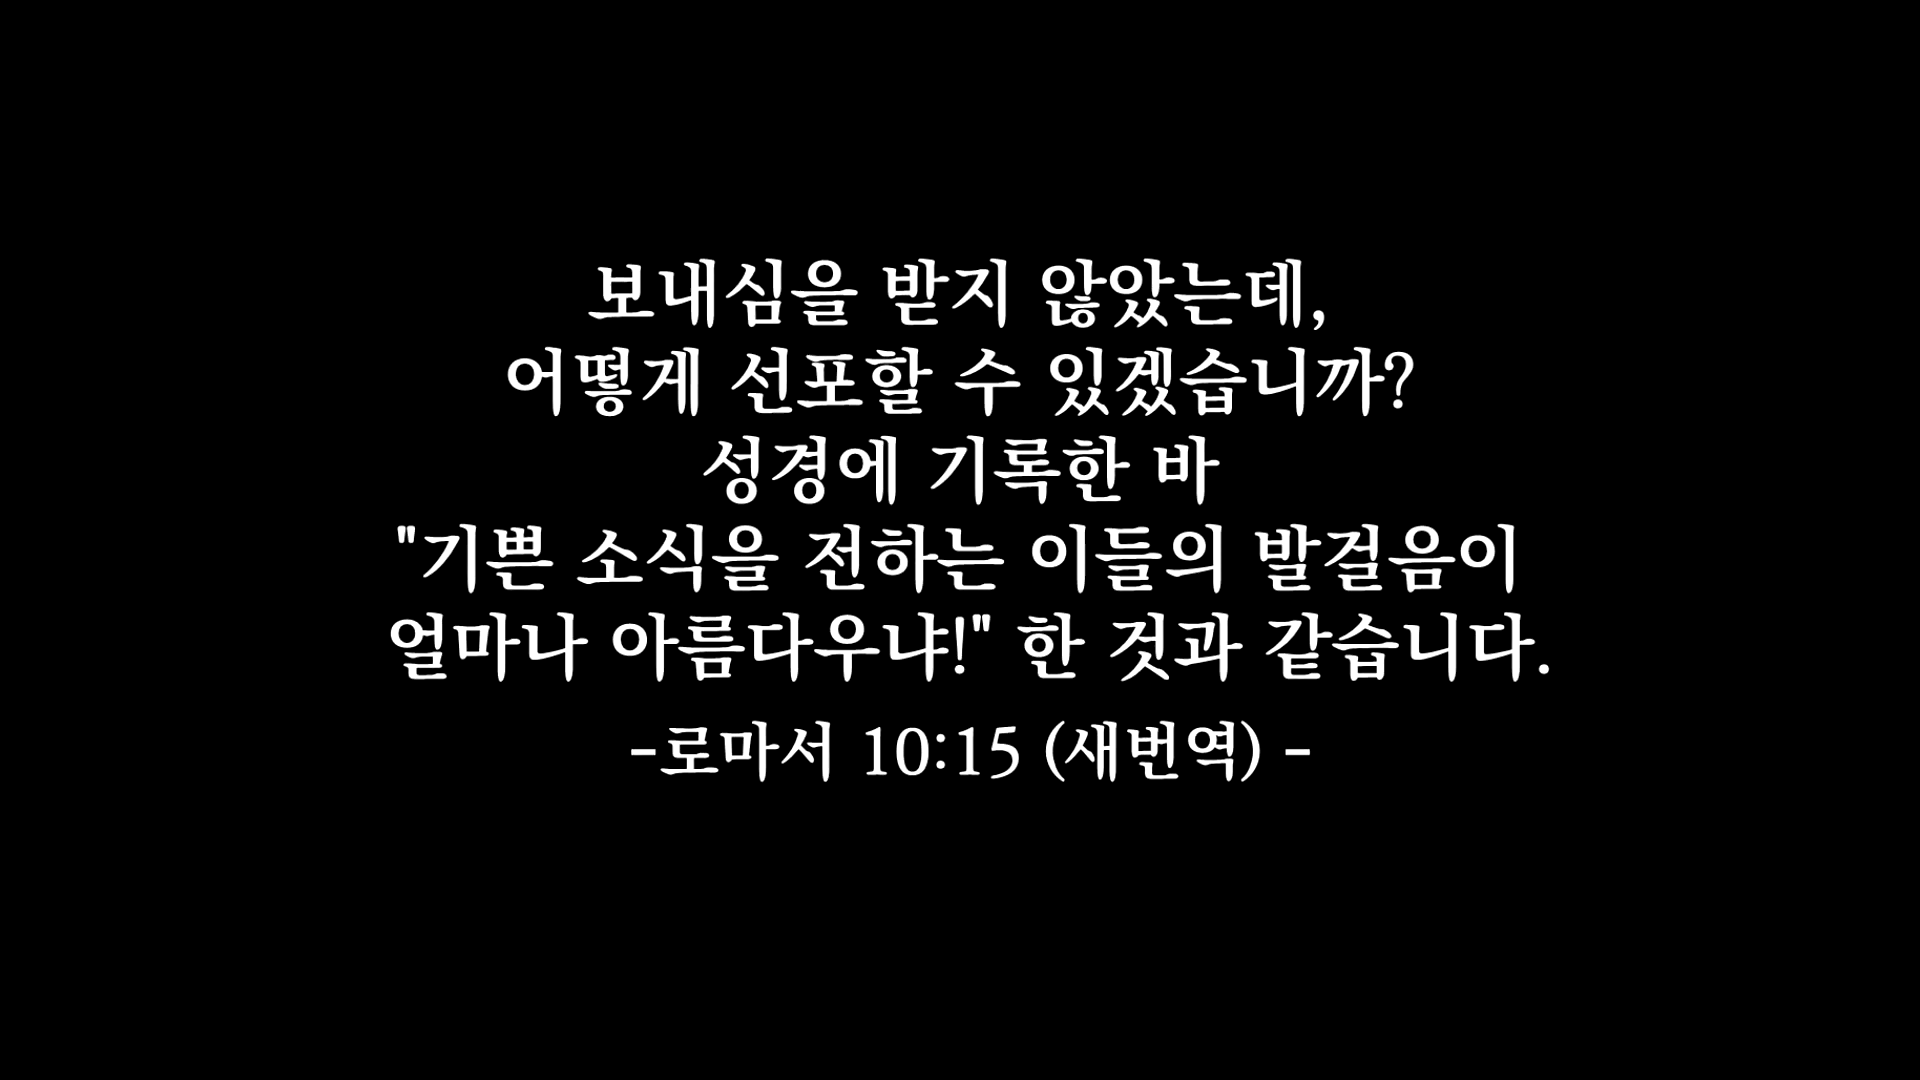 보내심을 받지 않았는데,
어떻게 선포할 수 있겠습니까?
성경에 기록한 바
"기쁜 소식을 전하는 이들의 발걸음이
얼마나 아름다우냐!" 한 것과 같습니다.
-로마서 10:15 (새번역) -